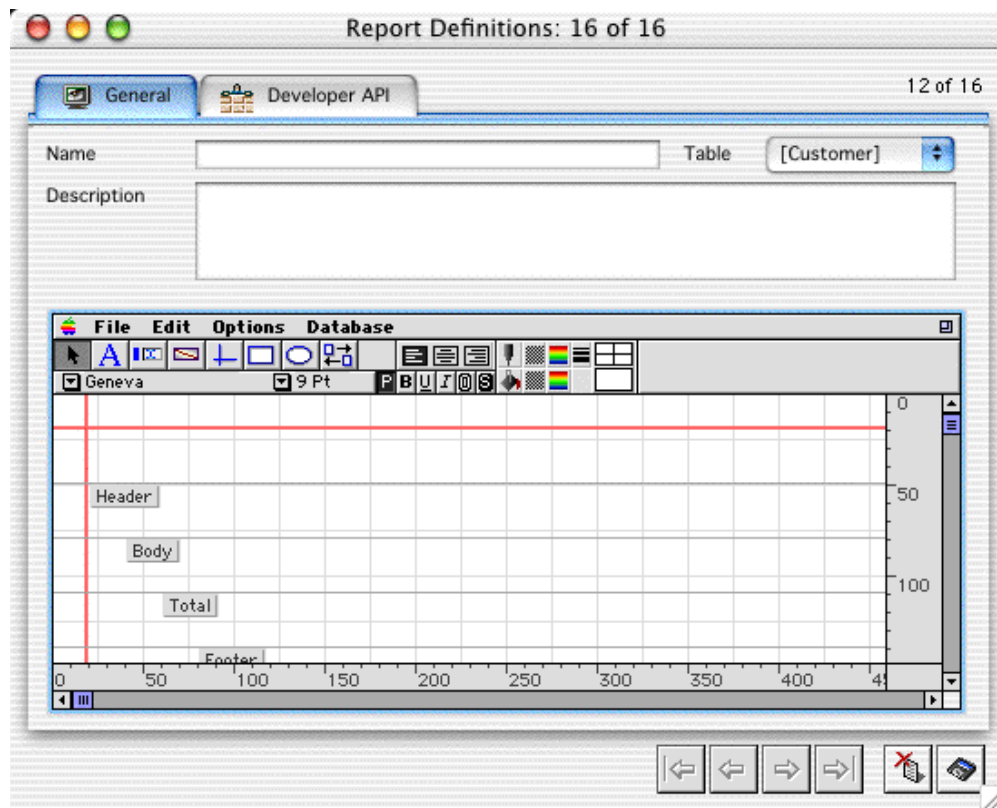 Report Definitions: 16 of 16
General
Developer API
12 of 16
Name
Table
[Customer]
Description
File Edit Options Database
A
Geneva
9 Pt
P B U I O S
0
Header
50
Body
100
Total
Footer
0 50 100 150 200 250 300 350 400 4